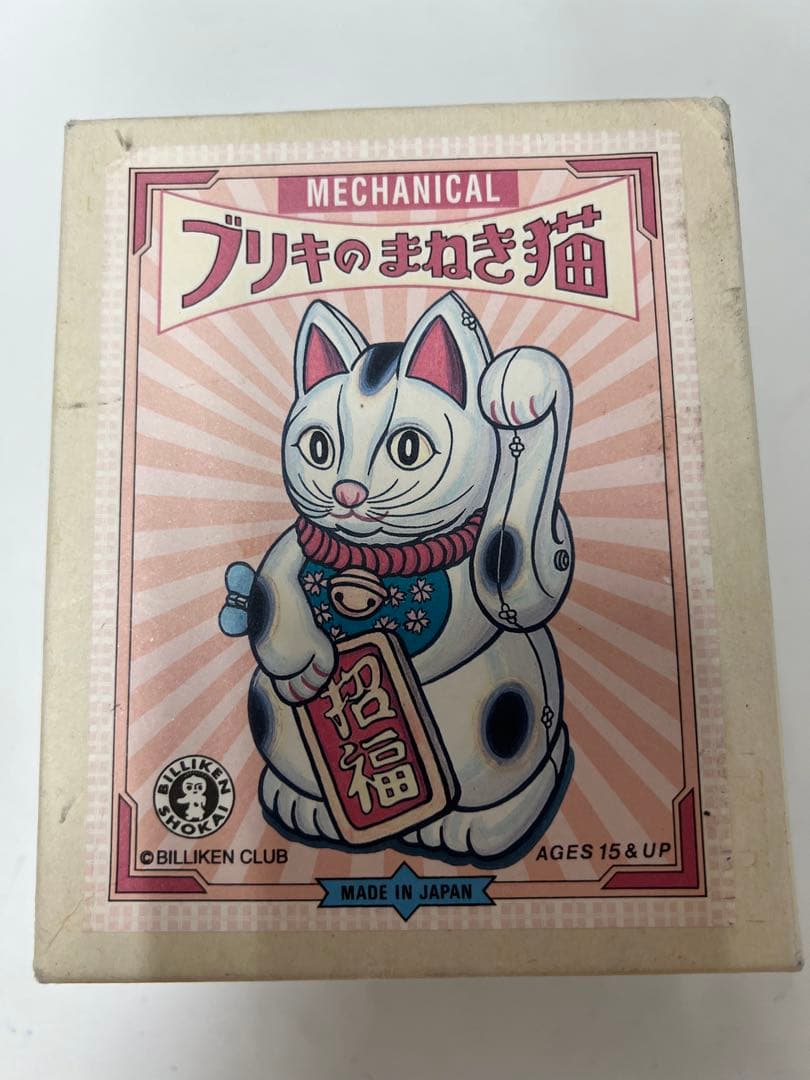 MECHANICAL
ブリキのまねき猫
招福
BILLIKEN SHOKAI
©BILLIKEN CLUB
AGES 15 & UP
MADE IN JAPAN